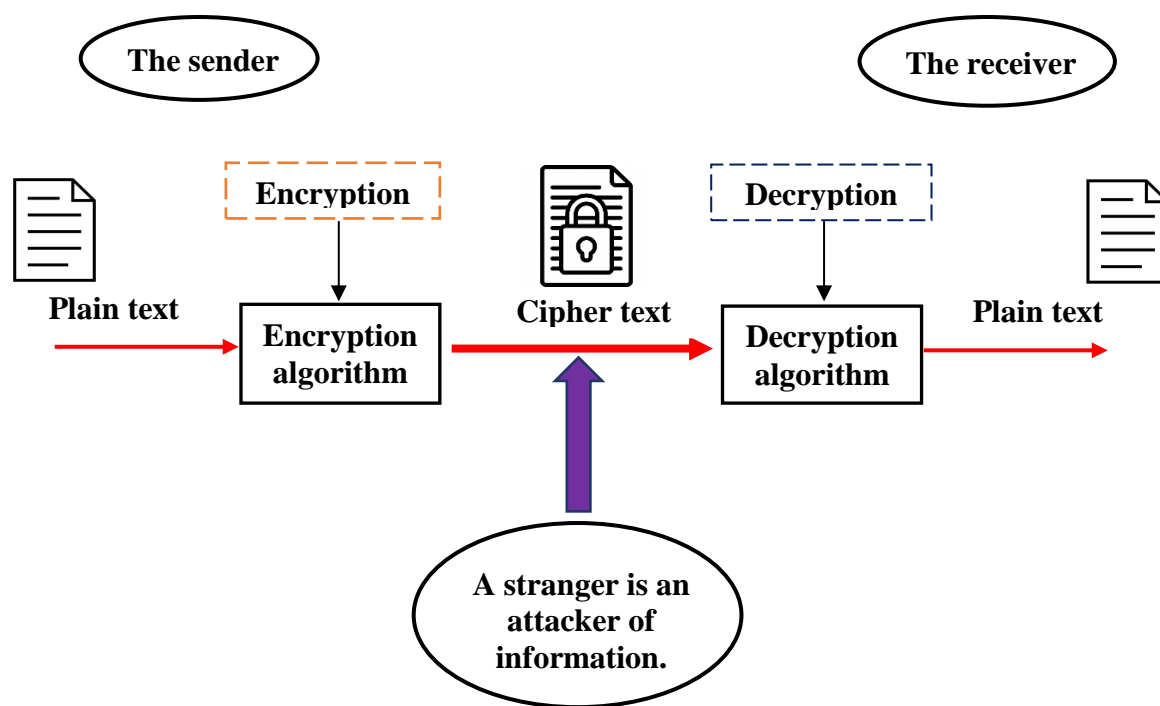 The sender
The receiver
Encryption
Decryption
Plain text
Cipher text
Plain text
Encryption
algorithm
Decryption
algorithm
A stranger is an
attacker of
information.